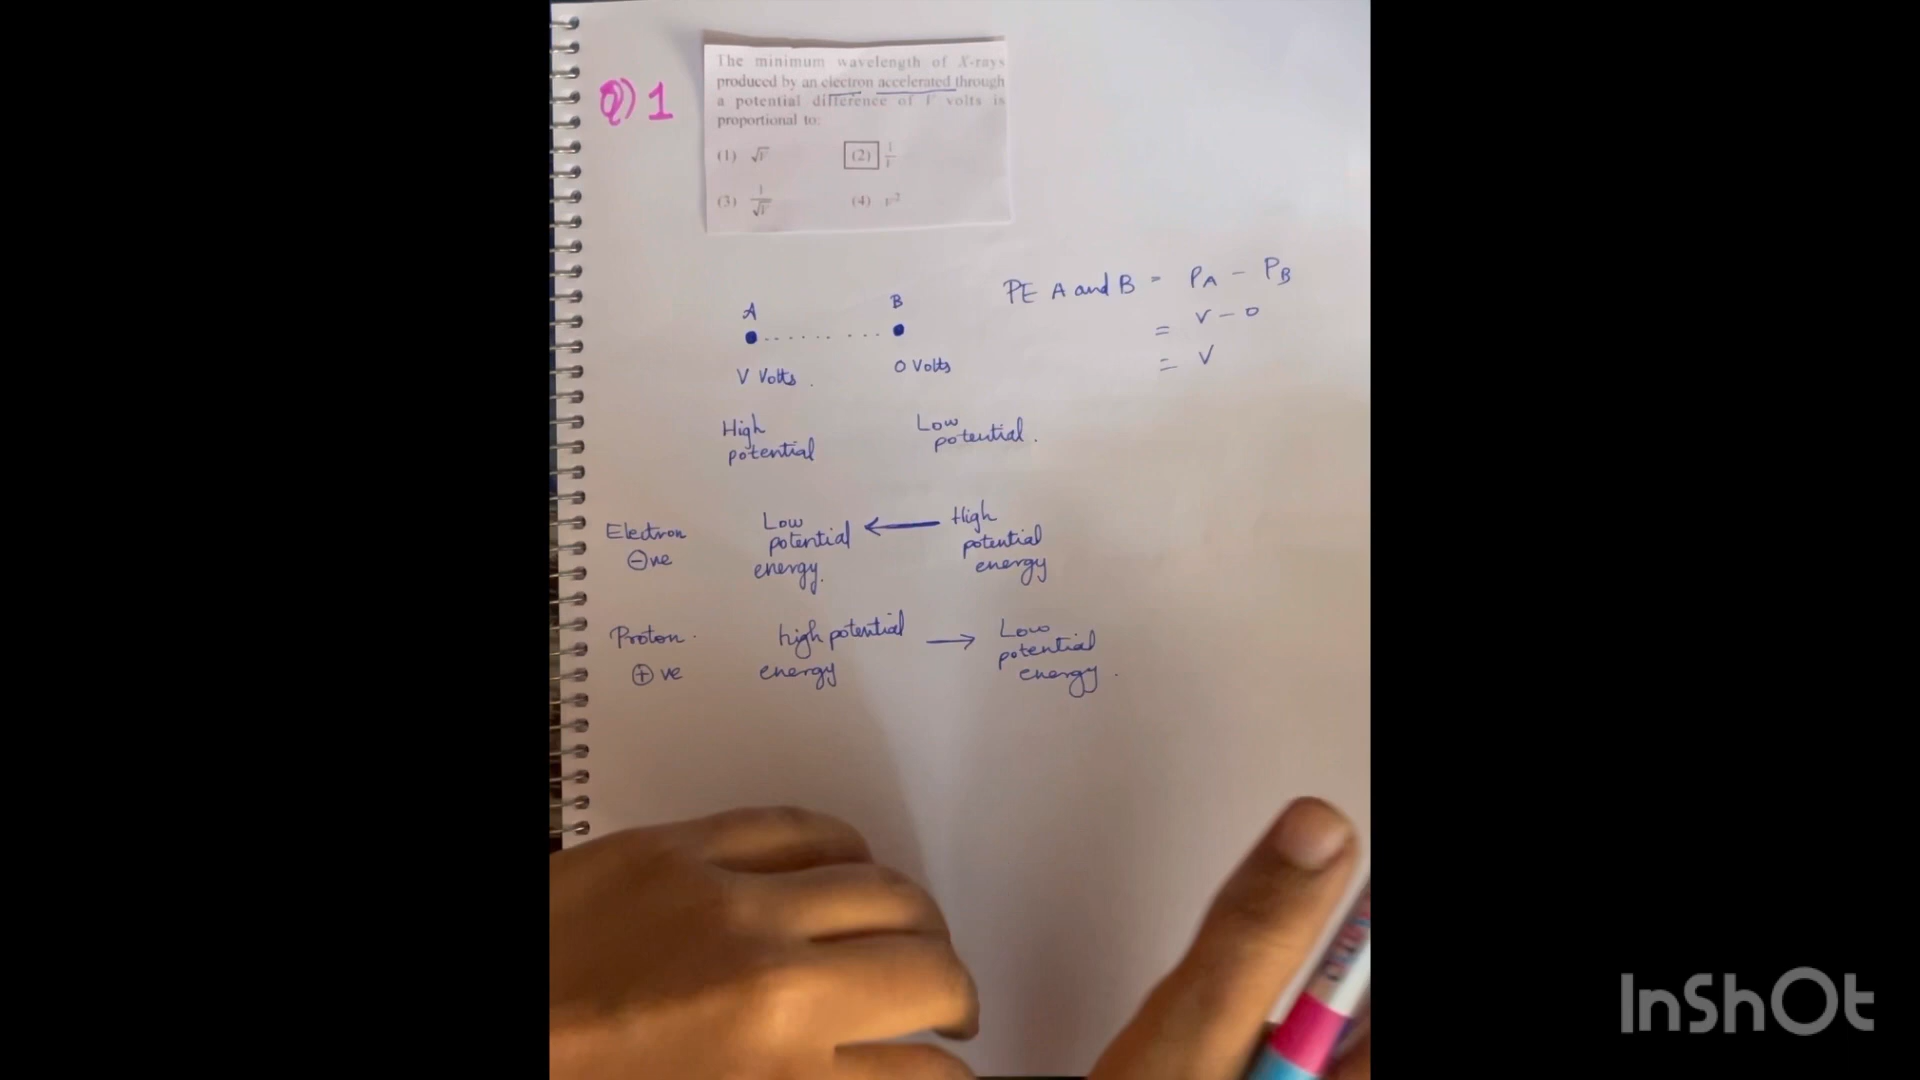 Q) 1
The minimum wavelength of X-rays
produced by an electron accelerated through
a potential difference of V volts is
proportional to:
(1) √V (2) 1/V
(3) 1/√V (4) V²
PE A and B = PA - PB
= V - 0
= V
A B
V Volts . 0 Volts
High potential Low potential .
Electron ⊖ve Low potential energy. ← High potential energy
Proton . ⊕ve high potential energy → Low potential energy .
InShOt